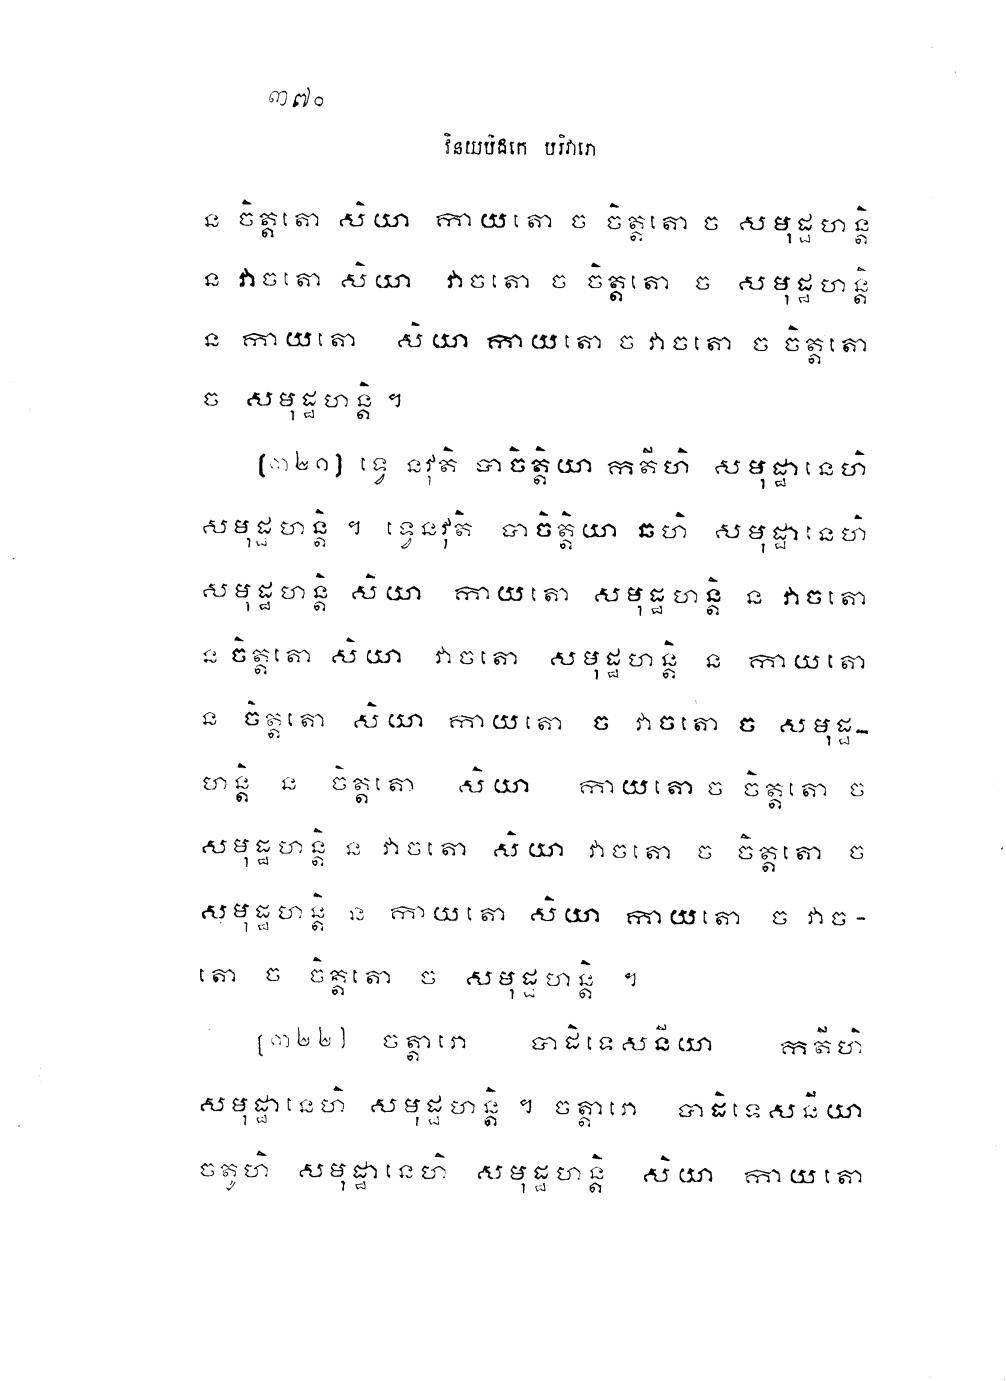 ៣៧០
វិនយបិដកេ បរិវារោ
ន ចិត្តតោ សិយា កាយតោ ច ចិត្តតោ ច សមុដ្ឋហន្តិ
ន វាចតោ សិយា វាចតោ ច ចិត្តតោ ច សមុដ្ឋហន្តិ
ន កាយតោ សិយា កាយតោ ច វាចតោ ច ចិត្តតោ
ច សមុដ្ឋហន្តិ ។
(៣២១) ទ្វេ នវុតិ បាចិត្តិយា កតីហិ សមុដ្ឋានេហិ
សមុដ្ឋហន្តិ ។ ទ្វេនវុតិ បាចិត្តិយា ឆហិ សមុដ្ឋានេហិ
សមុដ្ឋហន្តិ សិយា កាយតោ សមុដ្ឋហន្តិ ន វាចតោ
ន ចិត្តតោ សិយា វាចតោ សមុដ្ឋហន្តិ ន កាយតោ
ន ចិត្តតោ សិយា កាយតោ ច វាចតោ ច សមុដ្ឋ-
ហន្តិ ន ចិត្តតោ សិយា កាយតោ ច ចិត្តតោ ច
សមុដ្ឋហន្តិ ន វាចតោ សិយា វាចតោ ច ចិត្តតោ ច
សមុដ្ឋហន្តិ ន កាយតោ សិយា កាយតោ ច វាច-
តោ ច ចិត្តតោ ច សមុដ្ឋហន្តិ ។
(៣២២) ចត្តារោ បាដិទេសនីយា កតីហិ
សមុដ្ឋានេហិ សមុដ្ឋហន្តិ ។ ចត្តារោ បាដិទេសនីយា
ចតូហិ សមុដ្ឋានេហិ សមុដ្ឋហន្តិ សិយា កាយតោ